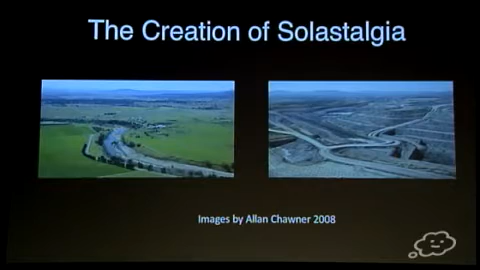 The Creation of Solastalgia
Images by Allan Chawner 2008